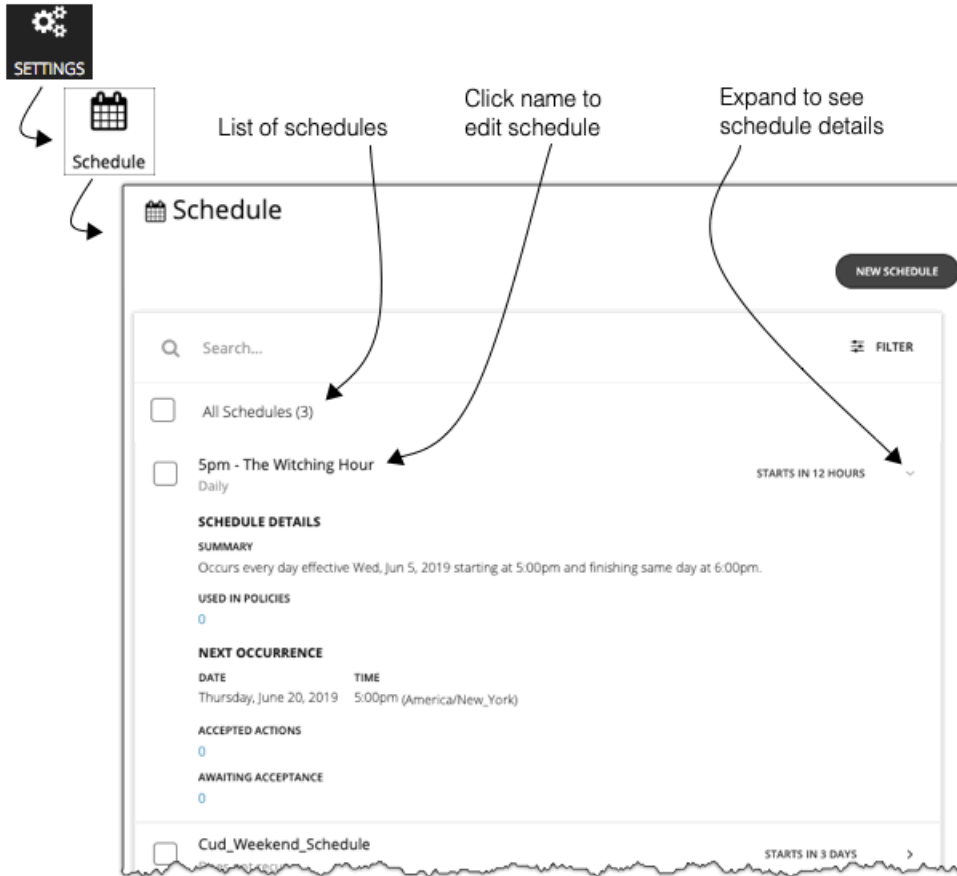 SETTINGS
Schedule
List of schedules
Click name to
edit schedule
Expand to see
schedule details
Schedule
NEW SCHEDULE
Search...
FILTER
All Schedules (3)
5pm - The Witching Hour
Daily
STARTS IN 12 HOURS
SCHEDULE DETAILS
SUMMARY
Occurs every day effective Wed, Jun 5, 2019 starting at 5:00pm and finishing same day at 6:00pm.
USED IN POLICIES
0
NEXT OCCURRENCE
DATE TIME
Thursday, June 20, 2019 5:00pm (America/New_York)
ACCEPTED ACTIONS
0
AWAITING ACCEPTANCE
0
Cud_Weekend_Schedule
STARTS IN 3 DAYS